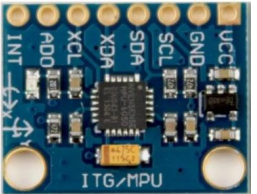 INT
ADO
XCL
XDA
SDA
SCL
GND
VCC
X
Y
ITG/MPU